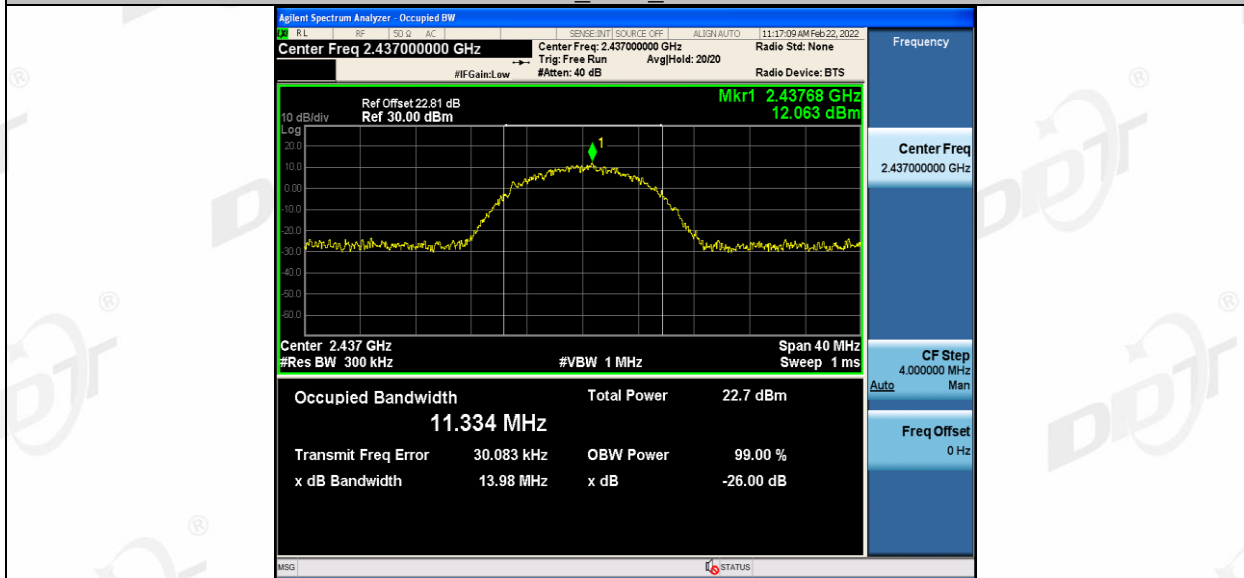 Agilent Spectrum Analyzer - Occupied BW
RL RF 50 Ω AC SENSE:INT SOURCE OFF ALIGN AUTO 11:17:09 AM Feb 22, 2022
Center Freq 2.437000000 GHz Center Freq: 2.437000000 GHz Radio Std: None
Trig: Free Run Avg|Hold: 20/20
#IFGain:Low #Atten: 40 dB Radio Device: BTS
Frequency
Mkr1 2.43768 GHz
12.063 dBm
Ref Offset 22.81 dB
10 dB/div Ref 30.00 dBm
Log
20.0
10.0
0.00
-10.0
-20.0
-30.0
-40.0
-50.0
-60.0
1
Center 2.437 GHz Span 40 MHz
#Res BW 300 kHz #VBW 1 MHz Sweep 1 ms
Occupied Bandwidth Total Power 22.7 dBm
11.334 MHz
Transmit Freq Error 30.083 kHz OBW Power 99.00 %
x dB Bandwidth 13.98 MHz x dB -26.00 dB
Center Freq
2.437000000 GHz
CF Step
4.000000 MHz
Auto Man
Freq Offset
0 Hz
MSG STATUS
DDT
®